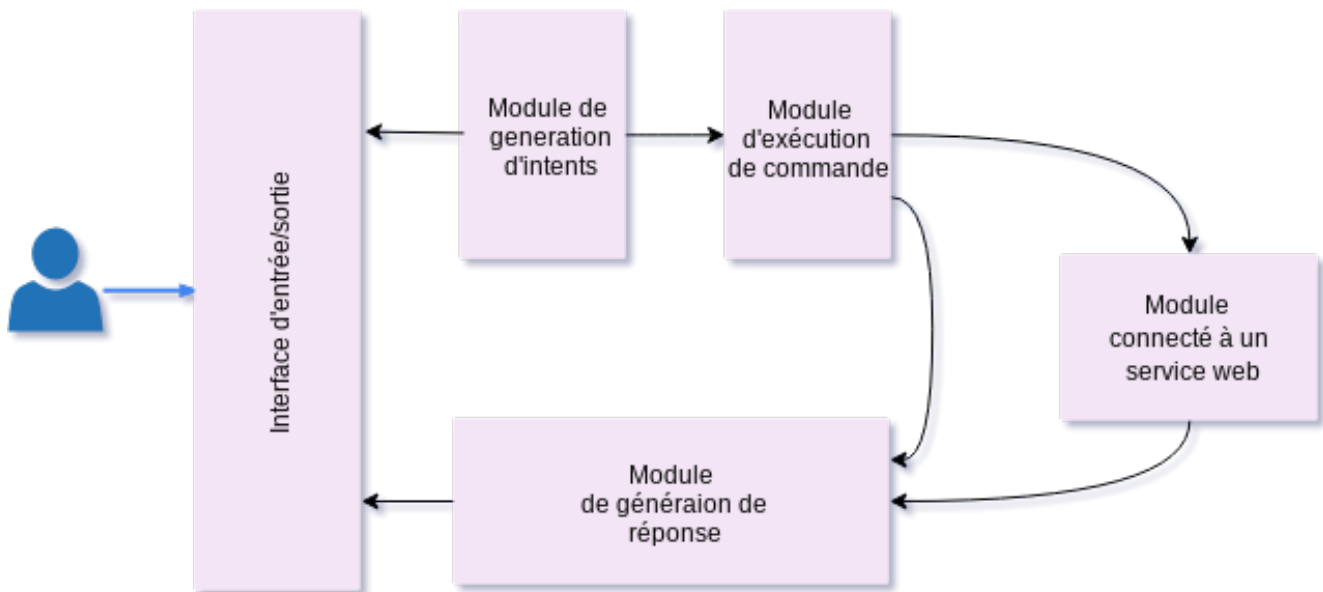 Interface d'entrée/sortie
Module de
generation
d'intents
Module
d'exécution
de commande
Module
connecté à un
service web
Module
de généraion de
réponse